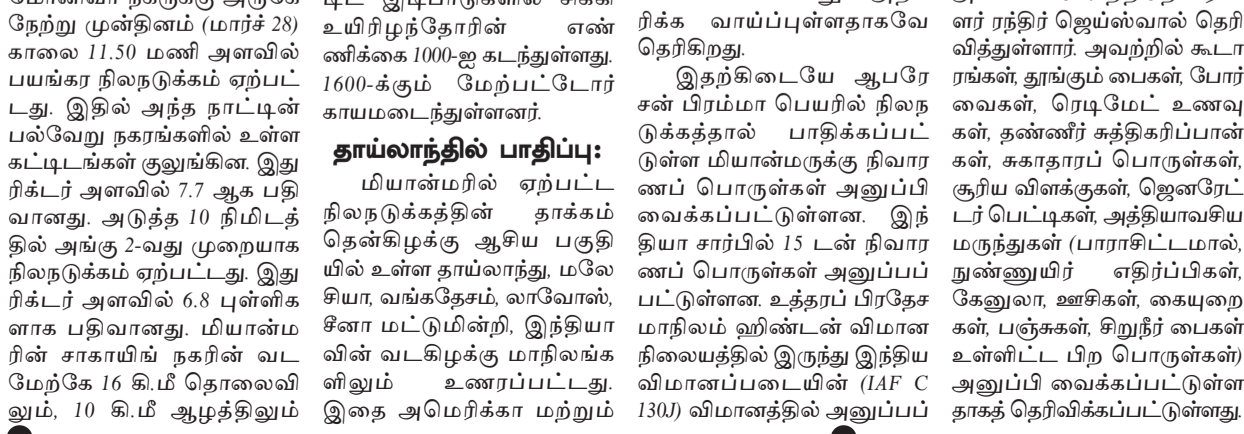 நேற்று முன்தினம் (மார்ச் 28)
காலை 11.50 மணி அளவில்
பயங்கர நிலநடுக்கம் ஏற்பட்
டது. இதில் அந்த நாட்டின்
பல்வேறு நகரங்களில் உள்ள
கட்டிடங்கள் குலுங்கின. இது
ரிக்டர் அளவில் 7.7 ஆக பதி
வானது. அடுத்த 10 நிமிடத்
தில் அங்கு 2-வது முறையாக
நிலநடுக்கம் ஏற்பட்டது. இது
ரிக்டர் அளவில் 6.8 புள்ளிக
ளாக பதிவானது. மியான்ம
ரின் சாகாயிங் நகரின் வட
மேற்கே 16 கி.மீ தொலைவி
லும், 10 கி.மீ ஆழத்திலும்
உயிரிழந்தோரின் எண்
ணிக்கை 1000-ஐ கடந்துள்ளது.
1600-க்கும் மேற்பட்டோர்
காயமடைந்துள்ளனர்.
தாய்லாந்தில் பாதிப்பு:
மியான்மரில் ஏற்பட்ட
நிலநடுக்கத்தின் தாக்கம்
தென்கிழக்கு ஆசிய பகுதி
யில் உள்ள தாய்லாந்து, மலே
சியா, வங்கதேசம், லாவோஸ்,
சீனா மட்டுமின்றி, இந்தியா
வின் வடகிழக்கு மாநிலங்க
ளிலும் உணரப்பட்டது.
இதை அமெரிக்கா மற்றும்
ரிக்க வாய்ப்புள்ளதாகவே
தெரிகிறது.
இதற்கிடையே ஆபரே
சன் பிரம்மா பெயரில் நிலந
டுக்கத்தால் பாதிக்கப்பட்
டுள்ள மியான்மருக்கு நிவார
ணப் பொருள்கள் அனுப்பி
வைக்கப்பட்டுள்ளன. இந்
தியா சார்பில் 15 டன் நிவார
ணப் பொருள்கள் அனுப்பப்
பட்டுள்ளன. உத்தரப் பிரதேச
மாநிலம் ஹிண்டன் விமான
நிலையத்தில் இருந்து இந்திய
விமானப்படையின் (IAF C
130J) விமானத்தில் அனுப்பப்
ளர் ரந்திர் ஜெய்ஸ்வால் தெரி
வித்துள்ளார். அவற்றில் கூடா
ரங்கள், தூங்கும் பைகள், போர்
வைகள், ரெடிமேட் உணவு
கள், தண்ணீர் சுத்திகரிப்பான்
கள், சுகாதாரப் பொருள்கள்,
சூரிய விளக்குகள், ஜெனரேட்
டர் பெட்டிகள், அத்தியாவசிய
மருந்துகள் (பாராசிட்டமால்,
நுண்ணுயிர் எதிர்ப்பிகள்,
கேனுலா, ஊசிகள், கையுறை
கள், பஞ்சுகள், சிறுநீர் பைகள்
உள்ளிட்ட பிற பொருள்கள்)
அனுப்பி வைக்கப்பட்டுள்ள
தாகத் தெரிவிக்கப்பட்டுள்ளது.